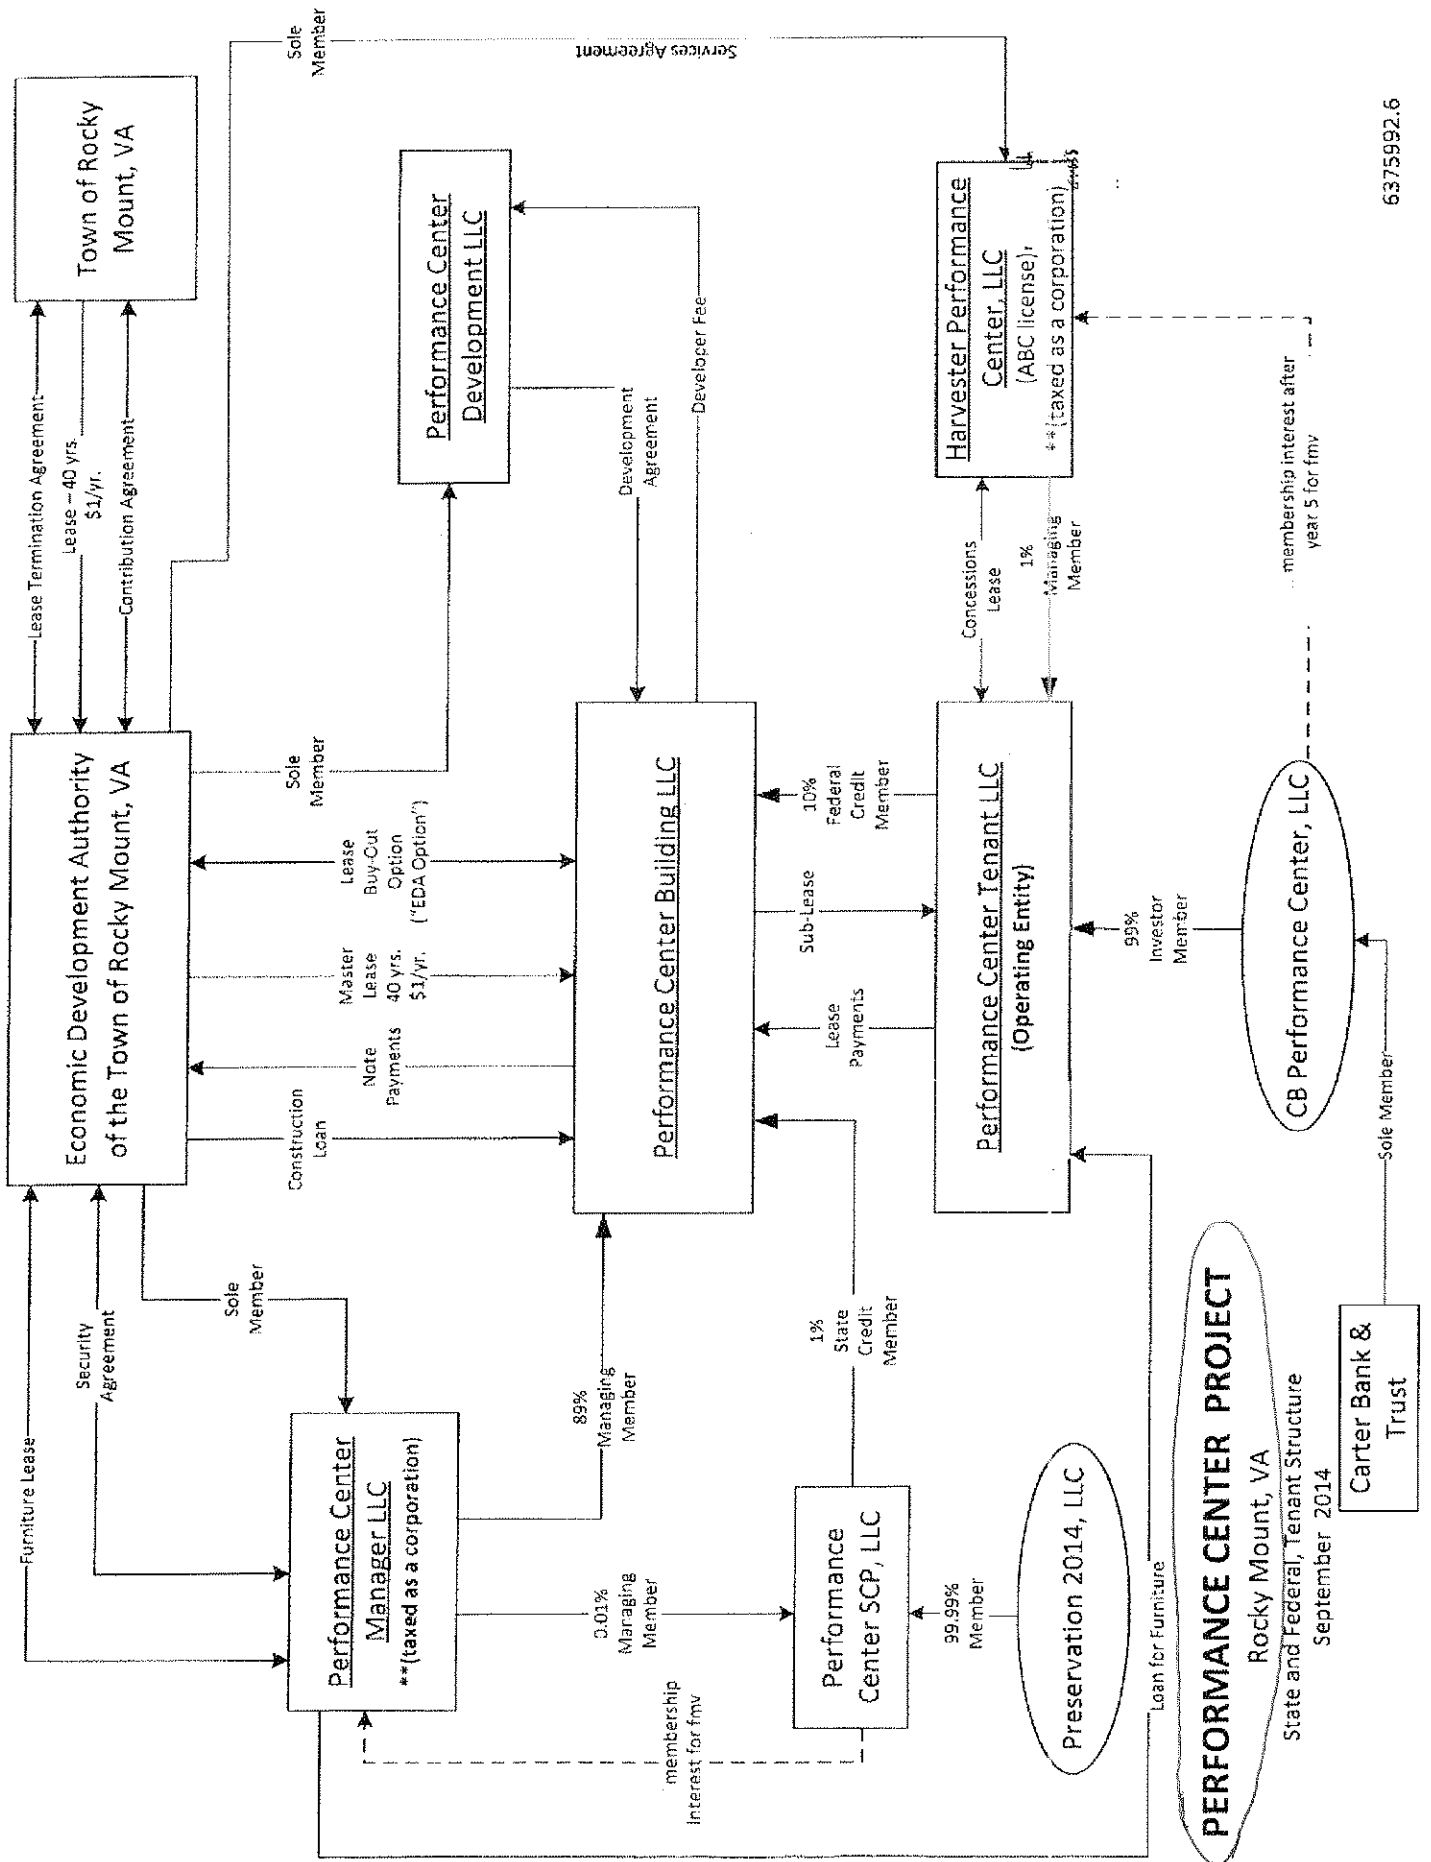 Furniture Lease
Security
Agreement
Economic Development Authority
of the Town of Rocky Mount, VA
Lease Termination Agreement
Lease – 40 yrs.
$1/yr.
Contribution Agreement
Town of Rocky
Mount, VA
Sole
Member
Construction
Loan
Note
Payments
Master
Lease
40 yrs.
$1/yr.
Lease
Buy-Out
Option
("EDA Option")
Sole
Member
Sole
Member
Services Agreement
Performance Center
Manager LLC
**(taxed as a corporation)
89%
Managing
Member
Performance Center Building LLC
Development
Agreement
Developer Fee
Performance Center
Development LLC
0.01%
Managing
Member
membership
Interest for fmv
1%
State
Credit
Member
Lease
Payments
Sub-Lease
10%
Federal
Credit
Member
Performance
Center SCP, LLC
99.99%
Member
Preservation 2014, LLC
Performance Center Tenant LLC
(Operating Entity)
Concessions
Lease
1%
Managing
Member
Harvester Performance
Center, LLC
(ABC license),
**(taxed as a corporation)
Loan for Furniture
99%
Investor
Member
CB Performance Center, LLC
membership interest after
year 5 for fmv
Sole Member
Carter Bank &
Trust
PERFORMANCE CENTER PROJECT
Rocky Mount, VA
State and Federal, Tenant Structure
September 2014
6375992.6